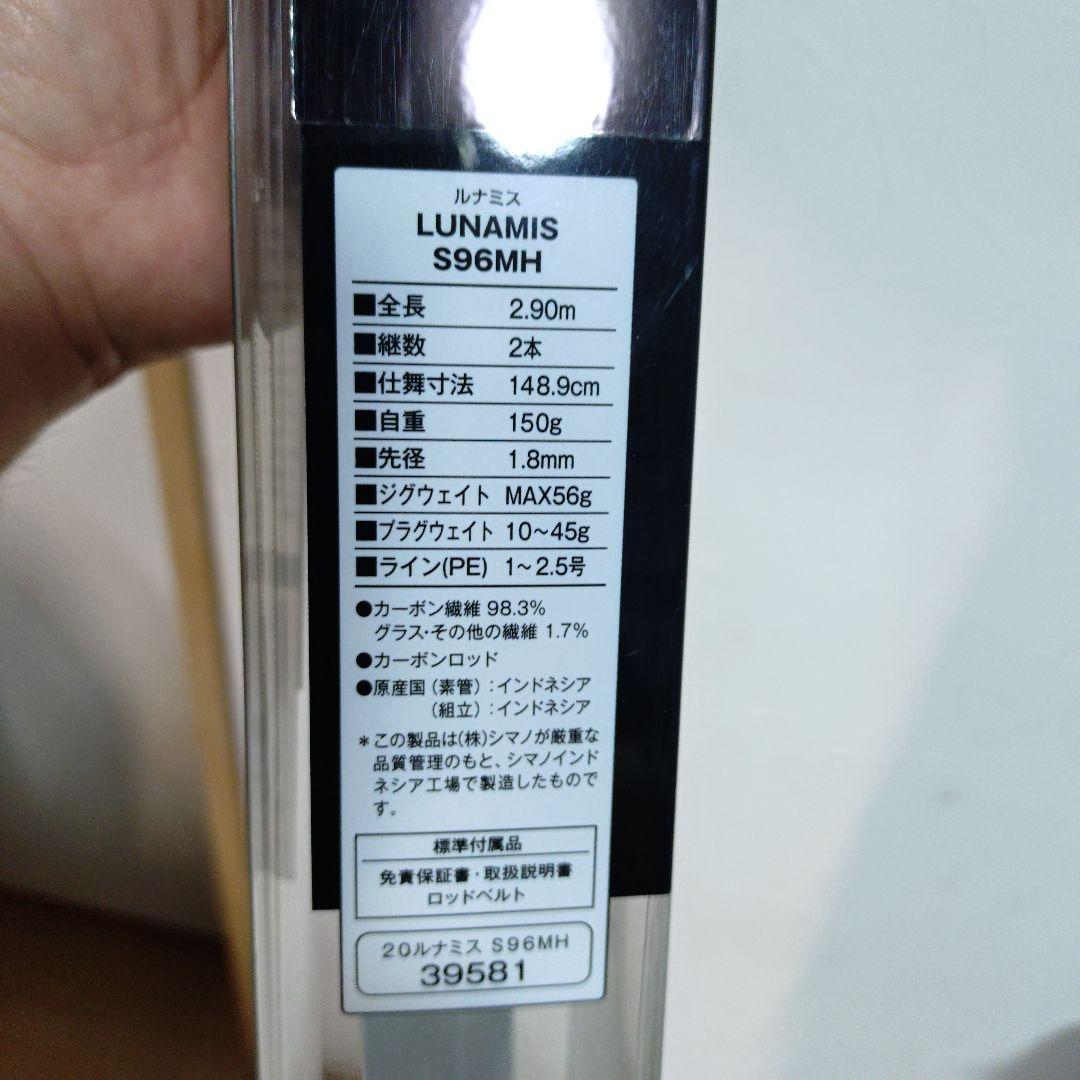 ルナミス
LUNAMIS
S96MH
■全長 2.90m
■継数 2本
■仕舞寸法 148.9cm
■自重 150g
■先径 1.8mm
■ジグウェイト MAX56g
■プラグウェイト 10～45g
■ライン(PE) 1～2.5号
●カーボン繊維 98.3%
グラス・その他の繊維 1.7%
●カーボンロッド
●原産国（素管）：インドネシア
（組立）：インドネシア
＊この製品は(株)シマノが厳重な
品質管理のもと、シマノインド
ネシア工場で製造したもので
す。
標準付属品
免責保証書・取扱説明書
ロッドベルト
20ルナミス S96MH
39581